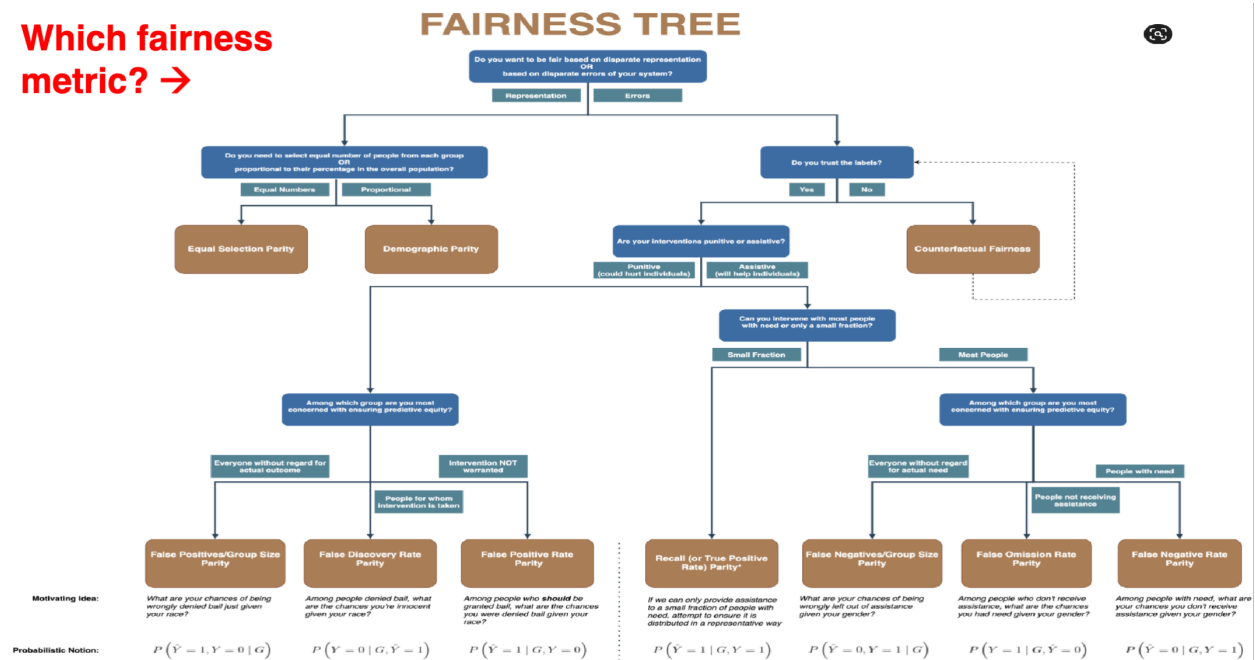 FAIRNESS TREE
Which fairness
metric? →
Do you want to be fair based on disparate representation
OR
based on disparate errors of your system?
Representation
Errors
Do you need to select equal number of people from each group
OR
proportional to their percentage in the overall population?
Do you trust the labels?
Equal Numbers
Proportional
Yes
No
Equal Selection Parity
Demographic Parity
Are your interventions punitive or assistive?
Counterfactual Fairness
Punitive
(could hurt individuals)
Assistive
(will help individuals)
Can you intervene with most people
with need or only a small fraction?
Small Fraction
Most People
Among which group are you most
concerned with ensuring predictive equity?
Among which group are you most
concerned with ensuring predictive equity?
Everyone without regard for
actual outcome
Intervention NOT
warranted
People for whom
intervention is taken
Everyone without regard
for actual need
People with need
People not receiving
assistance
False Positives/Group Size
Parity
False Discovery Rate
Parity
False Positive Rate
Parity
Recall (or True Positive
Rate) Parity*
False Negatives/Group Size
Parity
False Omission Rate
Parity
False Negative Rate
Parity
Motivating idea:
What are your chances of being
wrongly denied bail just given
your race?
Among people denied bail, what
are the chances you're innocent
given your race?
Among people who should be
granted bail, what are the chances
you were denied bail given your
race?
If we can only provide assistance
to a small fraction of people with
need, attempt to ensure it is
distributed in a representative way
What are your chances of being
wrongly left out of assistance
given your gender?
Among people who don't receive
assistance, what are the chances
you had need given your gender?
Among people with need, what are
your chances you don't receive
assistance given your gender?
Probabilistic Notion:
P(Ŷ = 1, Y = 0 | G)
P(Y = 0 | G, Ŷ = 1)
P(Ŷ = 1 | G, Y = 0)
P(Ŷ = 1 | G, Y = 1)
P(Ŷ = 0, Y = 1 | G)
P(Y = 1 | G, Ŷ = 0)
P(Ŷ = 0 | G, Y = 1)